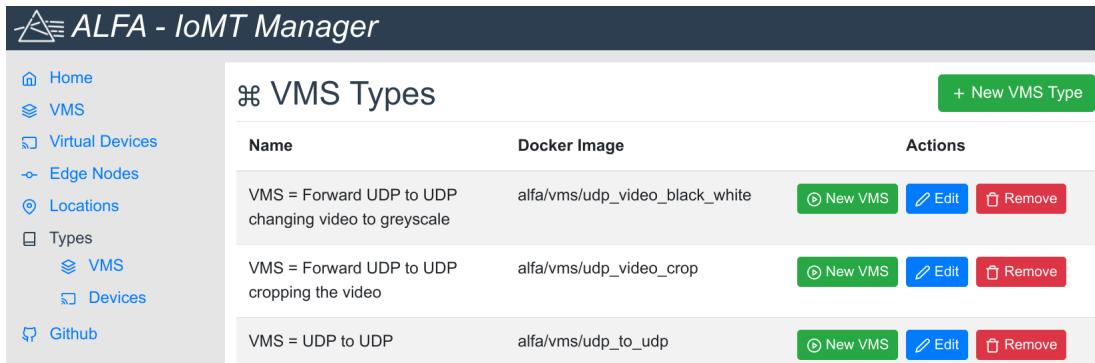 ALFA - IoMT Manager
Home
VMS
Virtual Devices
Edge Nodes
Locations
Types
VMS
Devices
Github
⌘ VMS Types
+ New VMS Type
Name Docker Image Actions
VMS = Forward UDP to UDP alfa/vms/udp_video_black_white New VMS Edit Remove
changing video to greyscale
VMS = Forward UDP to UDP alfa/vms/udp_video_crop New VMS Edit Remove
cropping the video
VMS = UDP to UDP alfa/vms/udp_to_udp New VMS Edit Remove